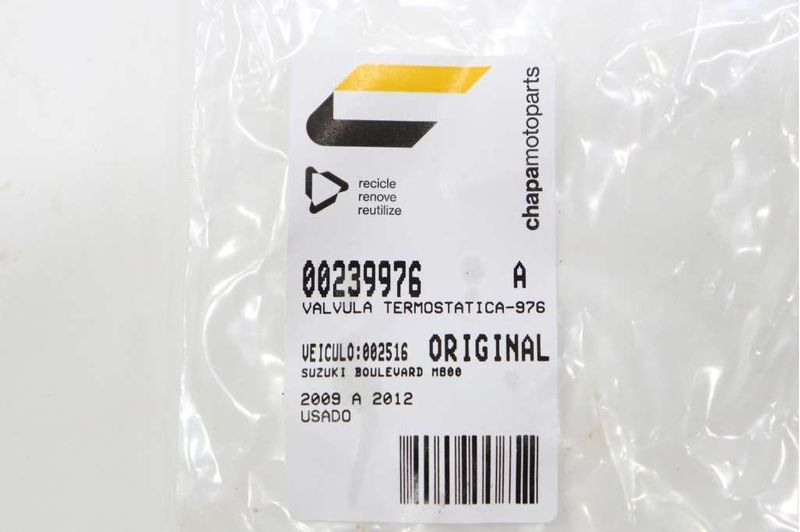 chapamotoparts
recicle
renove
reutilize
00239976 A
VALVULA TERMOSTATICA-976
VEICULO:002516 ORIGINAL
SUZUKI BOULEVARD M800
2009 A 2012
USADO